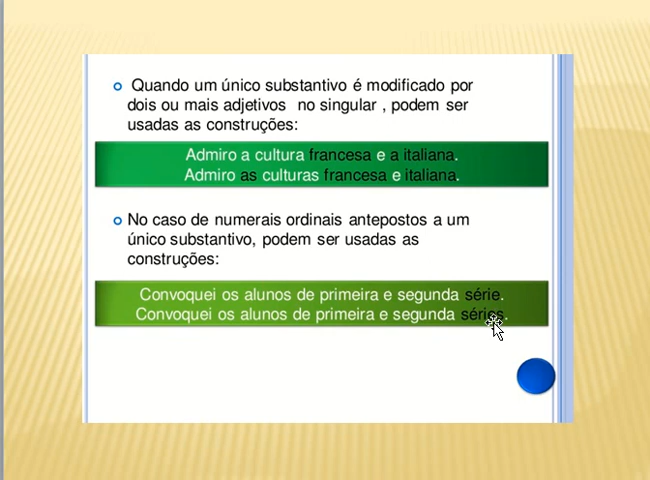 Quando um único substantivo é modificado por
dois ou mais adjetivos no singular , podem ser
usadas as construções:
Admiro a cultura francesa e a italiana.
Admiro as culturas francesa e italiana.
No caso de numerais ordinais antepostos a um
único substantivo, podem ser usadas as
construções:
Convoquei os alunos de primeira e segunda série.
Convoquei os alunos de primeira e segunda séries.